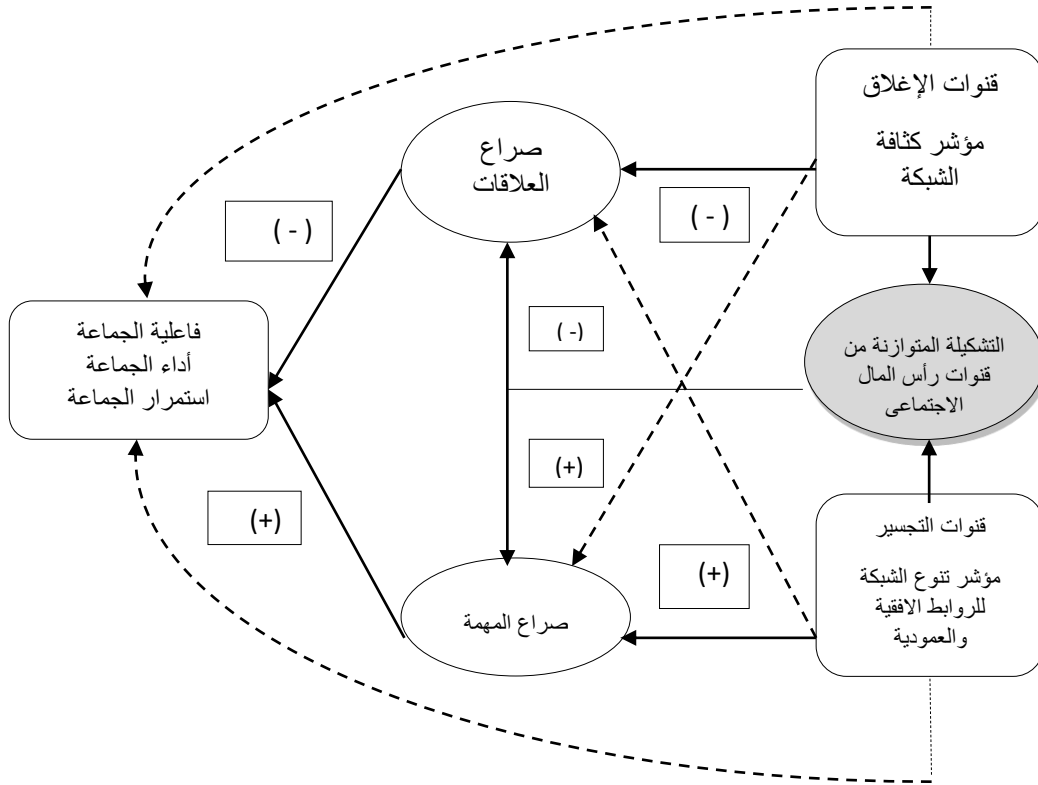 قنوات الإغلاق
مؤشر كثافة
الشبكة
صراع
العلاقات
( - )
( - )
فاعلية الجماعة
أداء الجماعة
استمرار الجماعة
( -)
التشكيلة المتوازنة من
قنوات رأس المال
الاجتماعى
(+)
(+)
(+)
صراع المهمة
قنوات التجسير
مؤشر تنوع الشبكة
للروابط الافقية
والعمودية